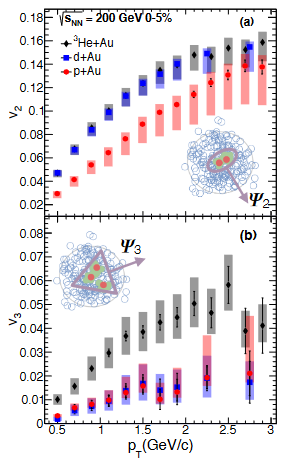 √sNN = 200 GeV 0-5% (a)
³He+Au
d+Au
p+Au
0.18
0.16
0.14
0.12
0.1
0.08
0.06
0.04
0.02
v₂
Ψ₂
0.08
0.07
0.06
0.05
0.04
0.03
0.02
0.01
0
v₃
Ψ₃
(b)
0.5 1 1.5 2 2.5 3
pT(GeV/c)